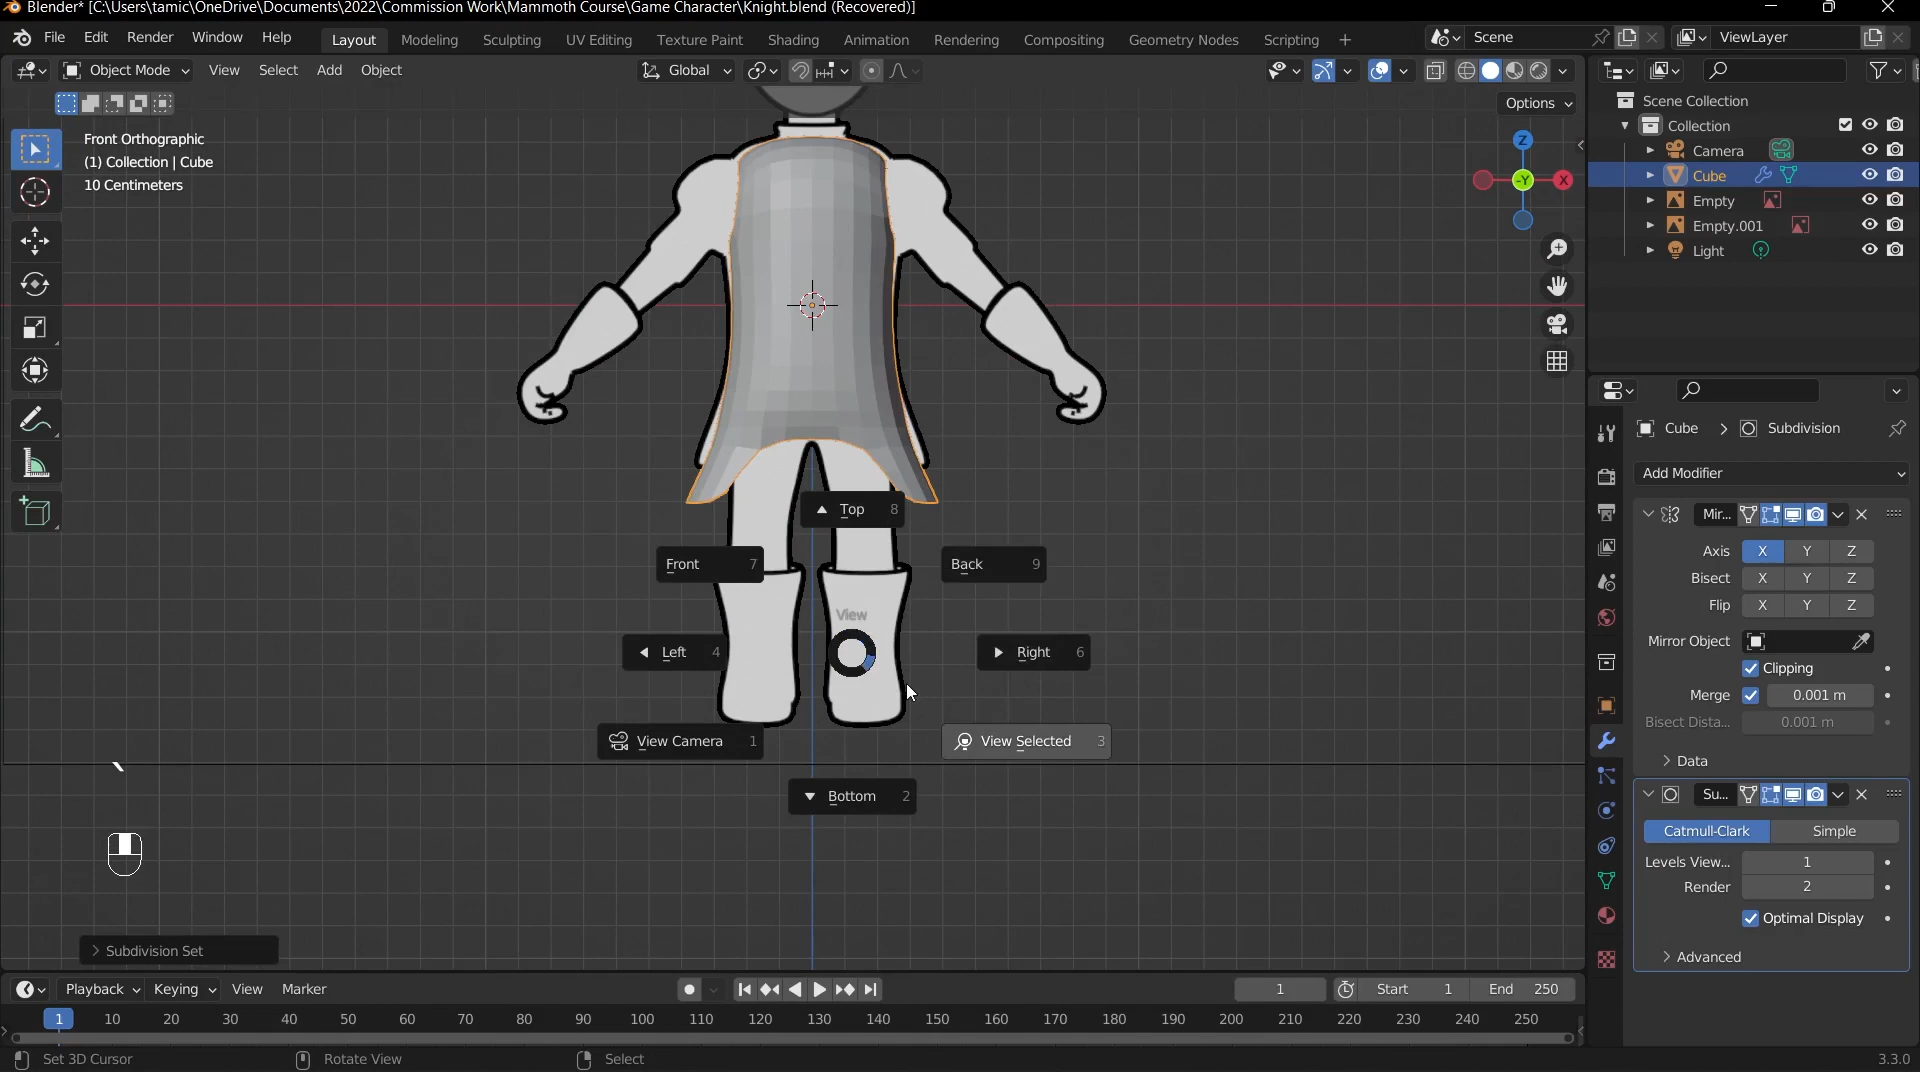 Blender* [C:\Users\tamic\OneDrive\Documents\2022\Commission Work\Mammoth Course\Game Character\Knight.blend (Recovered)]
File Edit Render Window Help Layout Modeling Sculpting UV Editing Texture Paint Shading Animation Rendering Compositing Geometry Nodes Scripting + Scene ViewLayer
Object Mode View Select Add Object Global
Options
Front Orthographic
(1) Collection | Cube
10 Centimeters
Z
X
-Y
Scene Collection
Collection
Camera
Cube
Empty
Empty.001
Light
Cube > Subdivision
Add Modifier
Mir...
Axis X Y Z
Bisect X Y Z
Flip X Y Z
Mirror Object
Clipping
Merge 0.001 m
Bisect Dista... 0.001 m
> Data
Su...
Catmull-Clark Simple
Levels View... 1
Render 2
Optimal Display
> Advanced
Top 8
Front 7
Back 9
View
Left 4
Right 6
View Camera 1
View Selected 3
Bottom 2
> Subdivision Set
Playback Keying View Marker 1 Start 1 End 250
1 10 20 30 40 50 60 70 80 90 100 110 120 130 140 150 160 170 180 190 200 210 220 230 240 250
Set 3D Cursor Rotate View Select 3.3.0